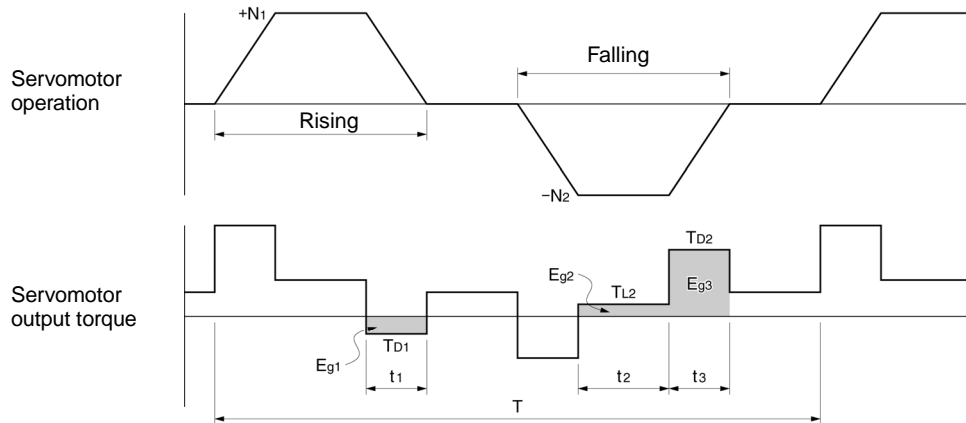 +N1
Servomotor
operation
Falling
Rising
−N2
TD2
Eg2
TL2
Eg3
Servomotor
output torque
TD1
Eg1
t1
t2
t3
T